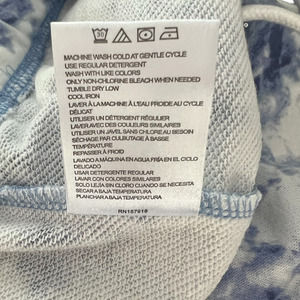 30
MACHINE WASH COLD AT GENTLE CYCLE
USE REGULAR DETERGENT
WASH WITH LIKE COLORS
ONLY NON-CHLORINE BLEACH WHEN NEEDED
TUMBLE DRY LOW
COOL IRON
LAVER À LA MACHINE À L'EAU FROIDE AU CYCLE
DÉLICAT
UTILISER UN DÉTERGENT RÉGULIER
LAVER AVEC DES COULEURS SIMILAIRES
UTILISER UN JAVEL SANS CHLORE AU BESOIN
SÉCHAGE PAR CULBUTAGE À BASSE
TEMPÉRATURE
REPASSER À FROID
LAVADO A MÁQUINA EN AGUA FRÍA EN EL CICLO
DELICADO
USAR DETERGENTE REGULAR
LAVAR CON COLORES SIMILARES
SOLO LEJÍA SIN CLORO CUANDO SE NECESITA
SECAR A BAJA TEMPERATURA
PLANCHAR A BAJA TEMPERATURA